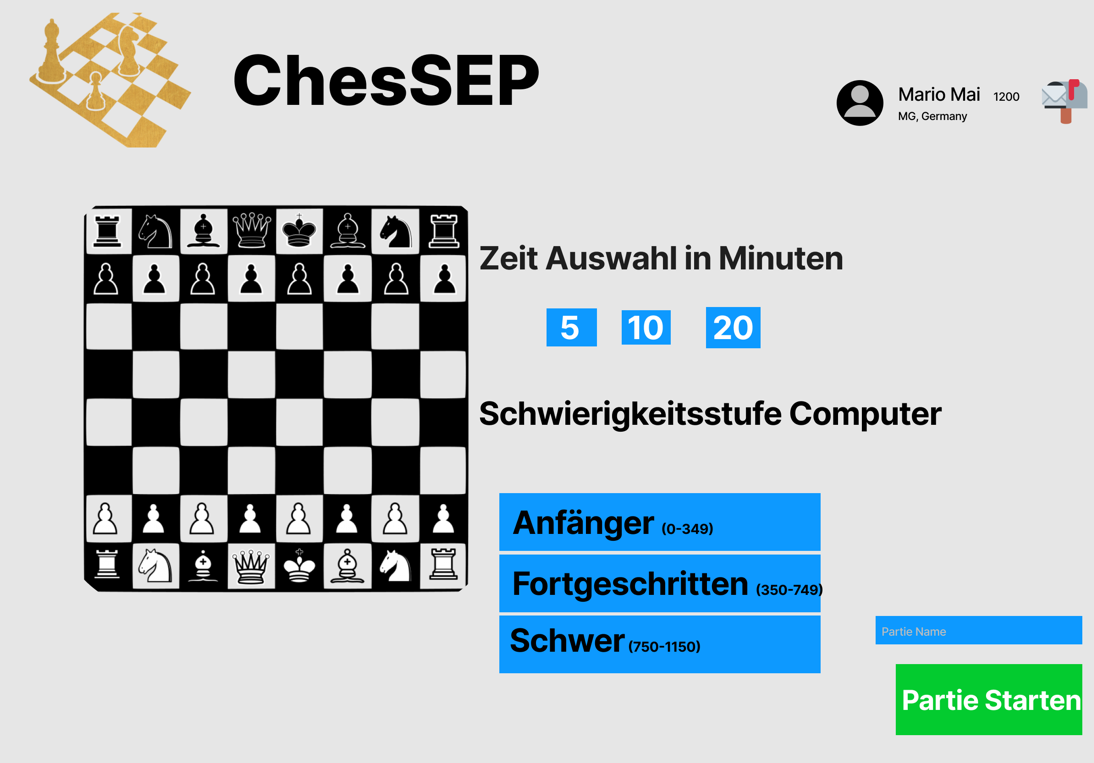 ChesSEP
Mario Mai 1200
MG, Germany
Zeit Auswahl in Minuten
5 10 20
Schwierigkeitsstufe Computer
Anfänger (0-349)
Fortgeschritten (350-749)
Schwer (750-1150)
Partie Name
Partie Starten